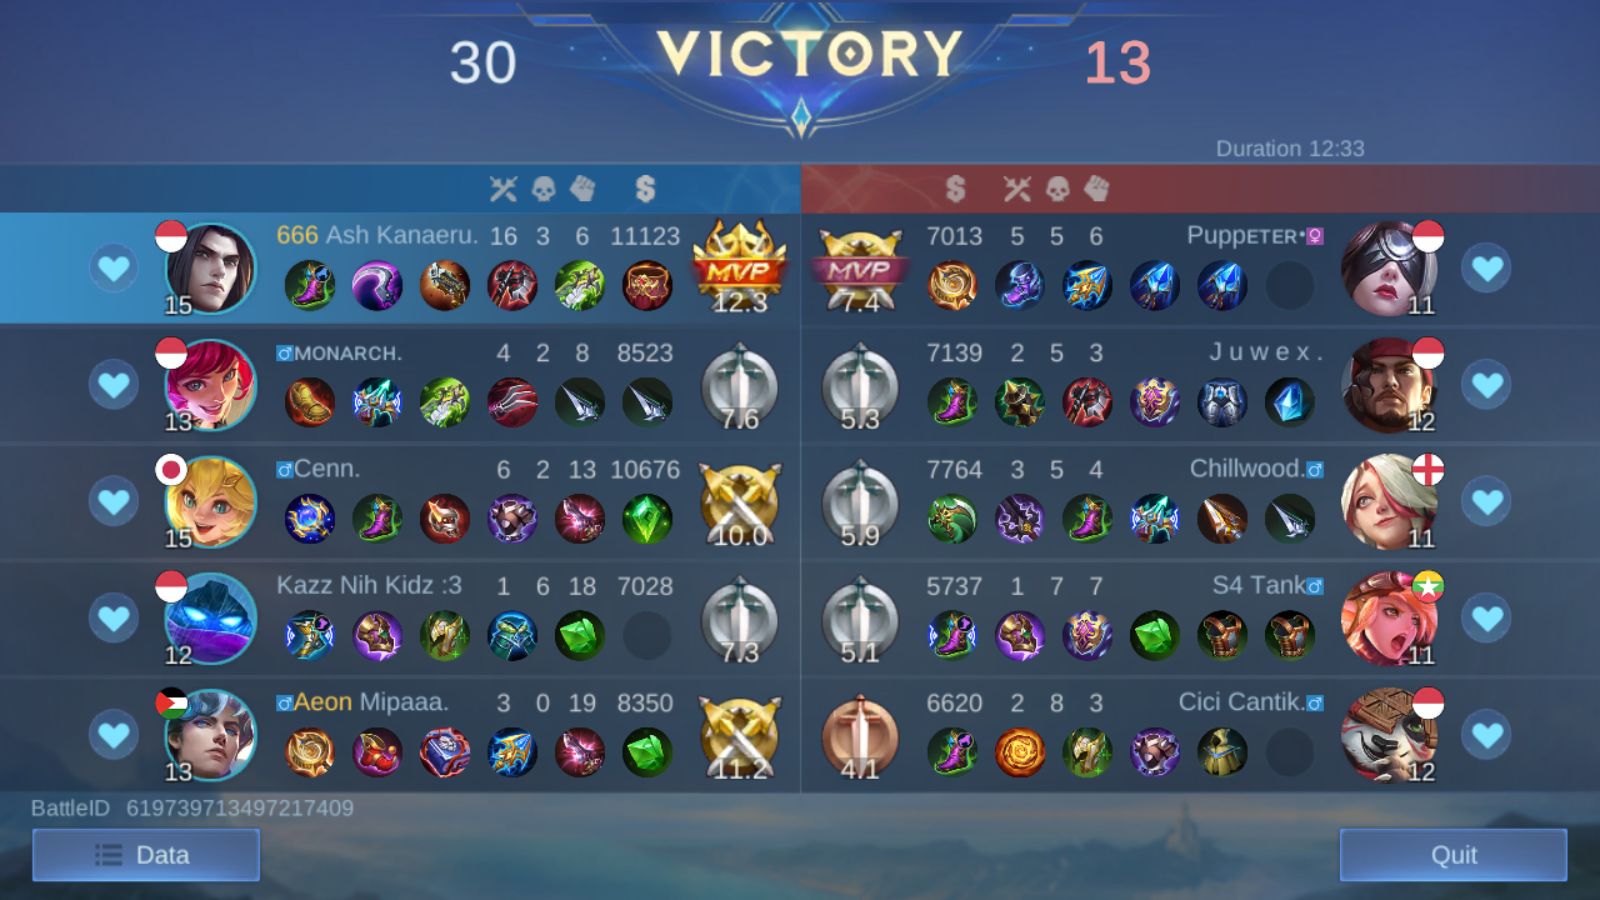 30 VICTORY 13
Duration 12:33
666 Ash Kanaeru. 16 3 6 11123 MVP 12.3 15
MVP 7.4 7013 5 5 6 Puppeter• 11
MONARCH. 4 2 8 8523 7.6 13
5.3 7139 2 5 3 Juwex. 12
Cenn. 6 2 13 10676 10.0 15
5.9 7764 3 5 4 Chillwood. 11
Kazz Nih Kidz :3 1 6 18 7028 7.3 12
5.1 5737 1 7 7 S4 Tank 11
Aeon Mipaaa. 3 0 19 8350 11.2 13
4.1 6620 2 8 3 Cici Cantik. 12
BattleID 619739713497217409
Data
Quit